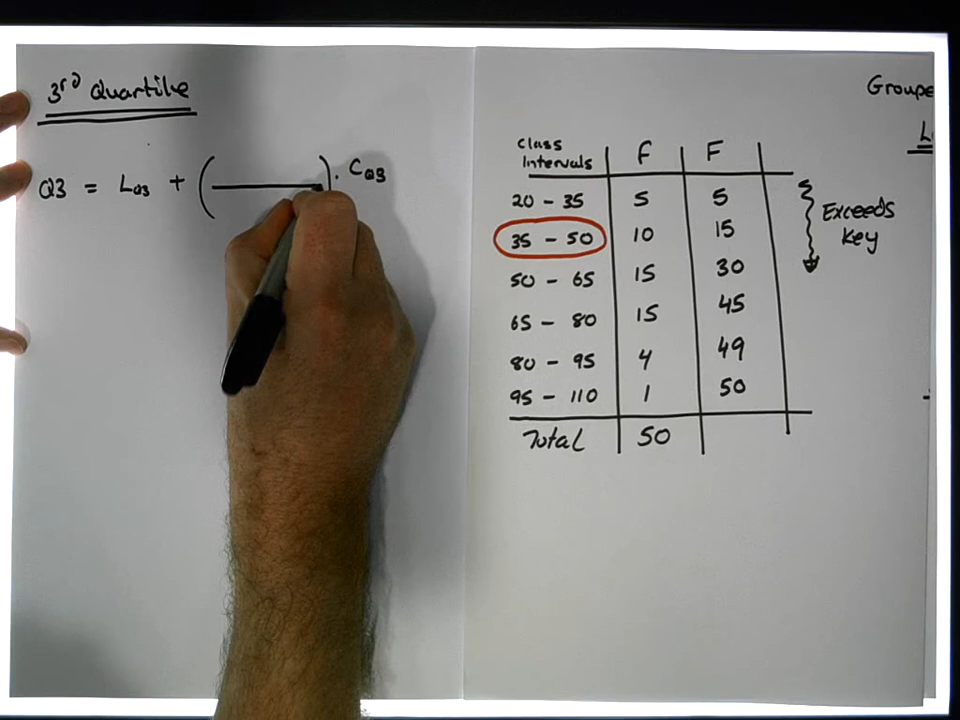 3rd Quartile
Q3 = LQ3 + ( ) . CQ3
Class Intervals f F
20 - 35 5 5
35 - 50 10 15
50 - 65 15 30
65 - 80 15 45
80 - 95 4 49
95 - 110 1 50
Total 50
Exceeds
Key
Groupe